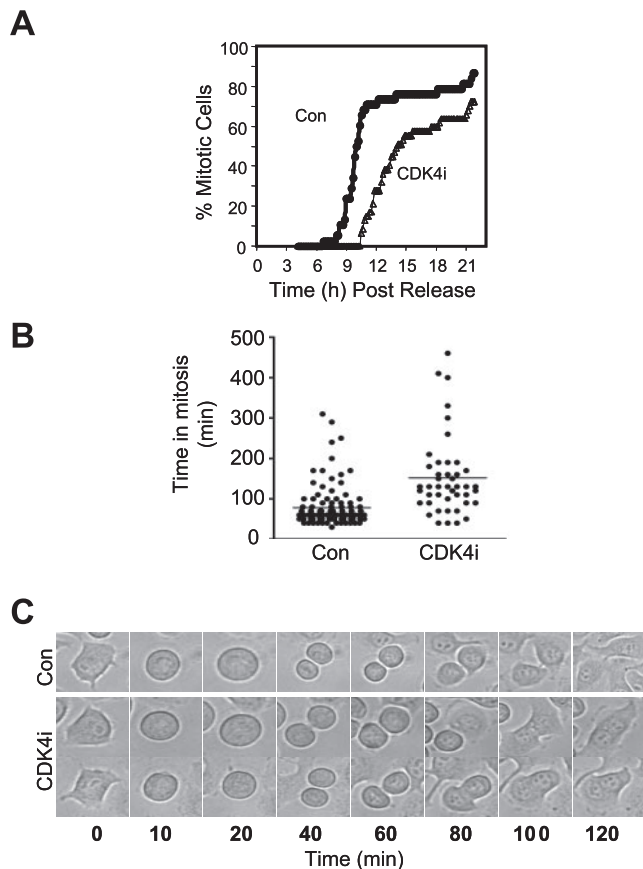 A
100
80
60
40
20
0
% Mitotic Cells
Con
CDK4i
0 3 6 9 12 15 18 21
Time (h) Post Release
B
500
400
300
200
100
0
Time in mitosis
(min)
Con CDK4i
C
Con
CDK4i
0 10 20 40 60 80 100 120
Time (min)